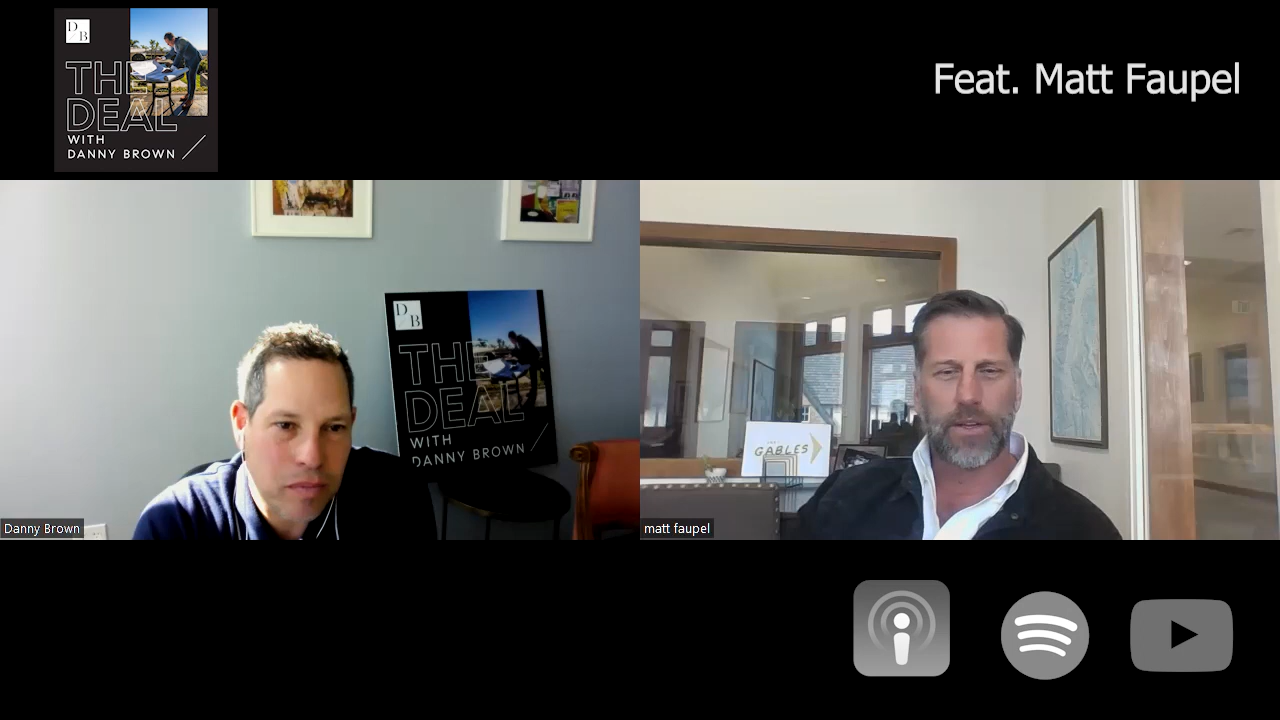 D
B
THE
DEAL
WITH
DANNY BROWN
Feat. Matt Faupel
D
B
THE
DEAL
WITH
DANNY BROWN
GABLES
Danny Brown
matt faupel